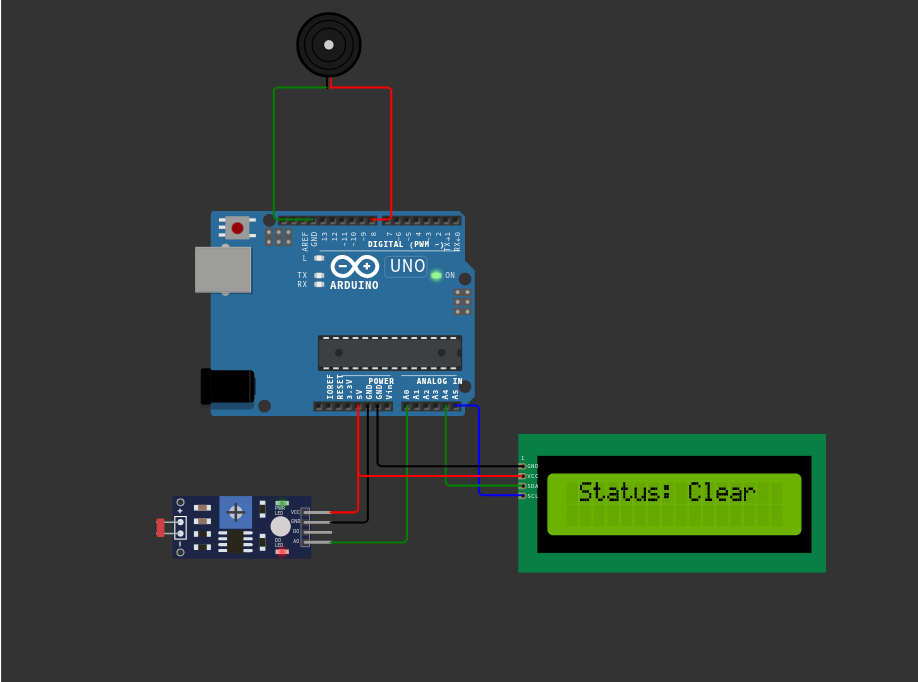 AREF
GND
13
12
~11
~10
~9
8
7
~6
~5
4
~3
2
TX→1
RX←0
DIGITAL (PWM ~)
L
TX
RX
UNO
ON
ARDUINO
POWER
ANALOG IN
IOREF
RESET
3.3V
5V
GND
GND
Vin
A0
A1
A2
A3
A4
A5
1
GND
VCC
SDA
SCL
Status: Clear
PWR
LED
VCC
GND
DO
AO
DO
LED
+